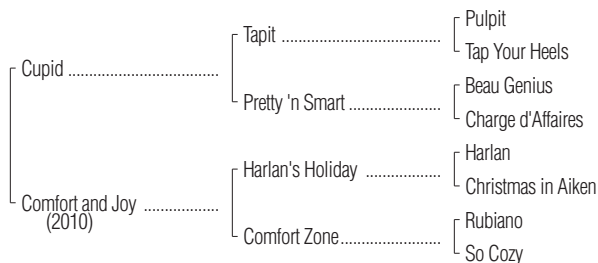 Pulpit
Tapit ........................................
Tap Your Heels
Cupid ......................................
Beau Genius
Pretty 'n Smart .......................
Charge d'Affaires
Harlan
Harlan's Holiday ...................
Christmas in Aiken
Comfort and Joy ...................
(2010)
Rubiano
Comfort Zone.........................
So Cozy